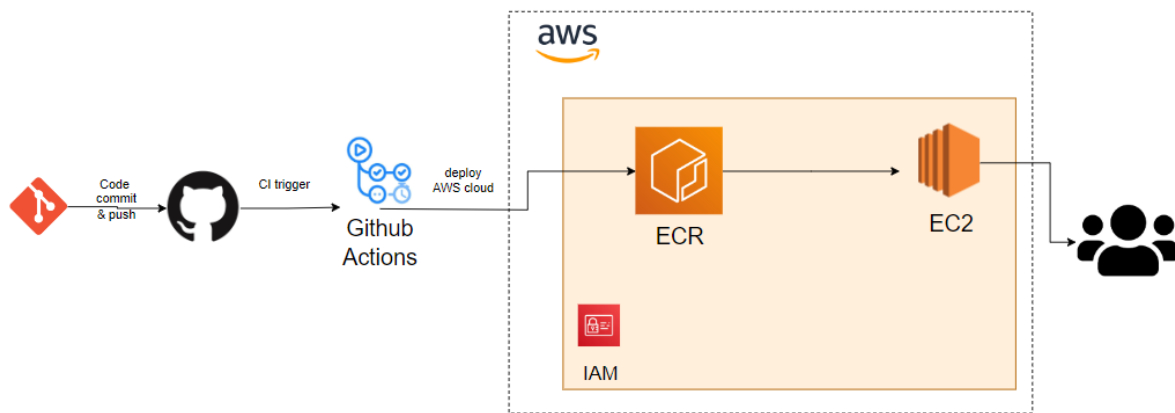 aws
Code
commit
& push
CI trigger
Github
Actions
deploy
AWS cloud
ECR
EC2
IAM